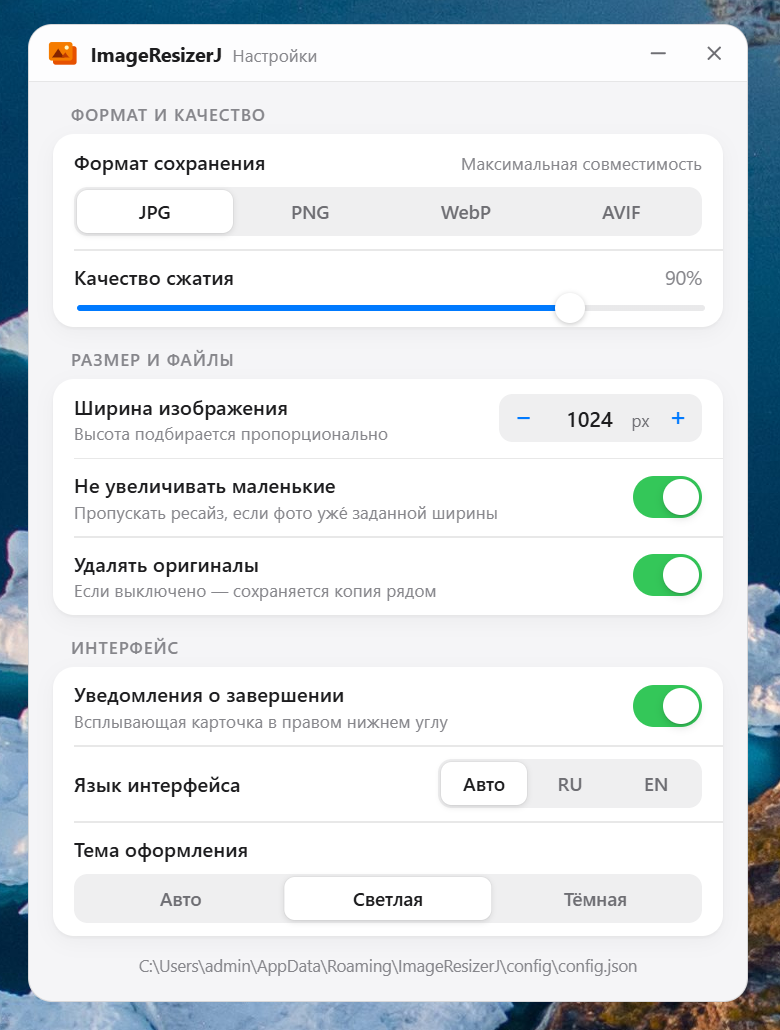 ImageResizerJ Настройки
ФОРМАТ И КАЧЕСТВО
Формат сохранения Максимальная совместимость
JPG PNG WebP AVIF
Качество сжатия 90%
РАЗМЕР И ФАЙЛЫ
Ширина изображения
Высота подбирается пропорционально
− 1024 px +
Не увеличивать маленькие
Пропускать ресайз, если фото уже́ заданной ширины
Удалять оригиналы
Если выключено — сохраняется копия рядом
ИНТЕРФЕЙС
Уведомления о завершении
Всплывающая карточка в правом нижнем углу
Язык интерфейса Авто RU EN
Тема оформления
Авто Светлая Тёмная
C:\Users\admin\AppData\Roaming\ImageResizerJ\config\config.json